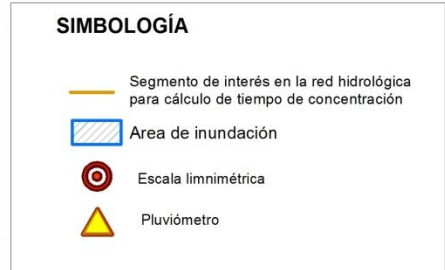 SIMBOLOGÍA
Segmento de interés en la red hidrológica
para cálculo de tiempo de concentración
Area de inundación
Escala limnimétrica
Pluviómetro